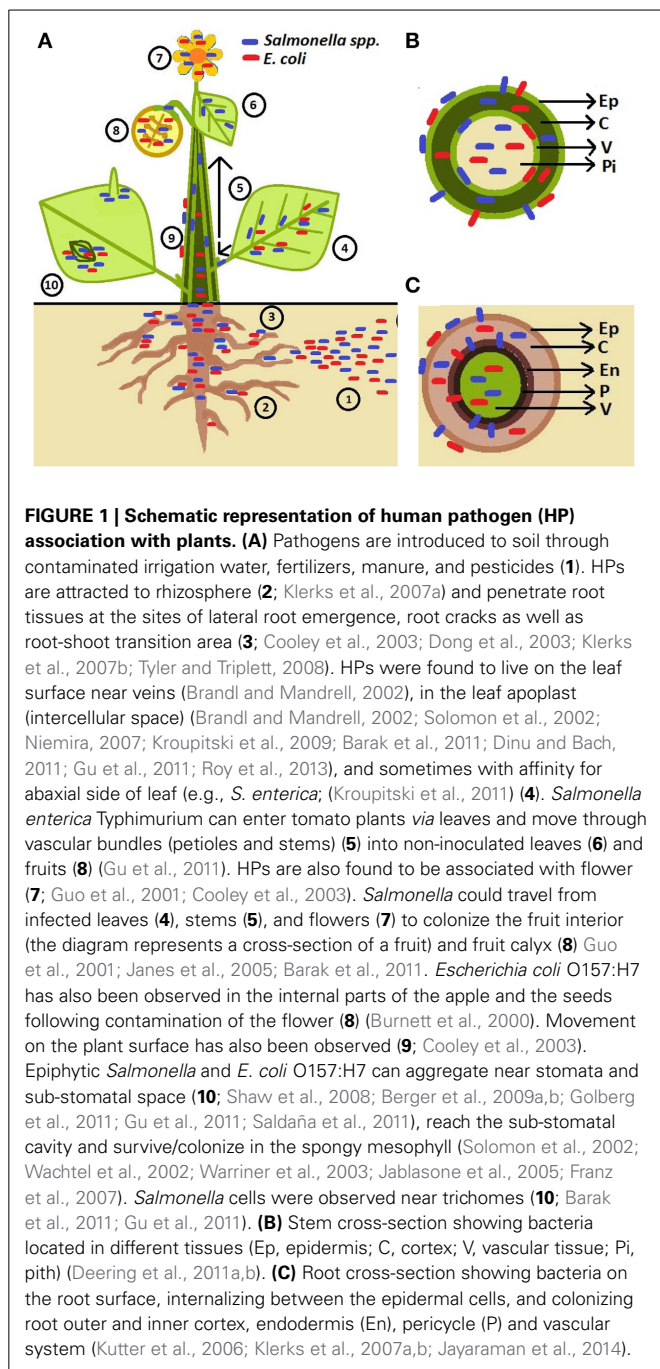 A
Salmonella spp.
E. coli
B
7
6
8
5
9
4
10
3
2
1
Ep
C
V
Pi
C
Ep
C
En
P
V
FIGURE 1 | Schematic representation of human pathogen (HP)
association with plants. (A) Pathogens are introduced to soil through
contaminated irrigation water, fertilizers, manure, and pesticides (1). HPs
are attracted to rhizosphere (2; Klerks et al., 2007a) and penetrate root
tissues at the sites of lateral root emergence, root cracks as well as
root-shoot transition area (3; Cooley et al., 2003; Dong et al., 2003; Klerks
et al., 2007b; Tyler and Triplett, 2008). HPs were found to live on the leaf
surface near veins (Brandl and Mandrell, 2002), in the leaf apoplast
(intercellular space) (Brandl and Mandrell, 2002; Solomon et al., 2002;
Niemira, 2007; Kroupitski et al., 2009; Barak et al., 2011; Dinu and Bach,
2011; Gu et al., 2011; Roy et al., 2013), and sometimes with affinity for
abaxial side of leaf (e.g., S. enterica; (Kroupitski et al., 2011) (4). Salmonella
enterica Typhimurium can enter tomato plants via leaves and move through
vascular bundles (petioles and stems) (5) into non-inoculated leaves (6) and
fruits (8) (Gu et al., 2011). HPs are also found to be associated with flower
(7; Guo et al., 2001; Cooley et al., 2003). Salmonella could travel from
infected leaves (4), stems (5), and flowers (7) to colonize the fruit interior
(the diagram represents a cross-section of a fruit) and fruit calyx (8) Guo
et al., 2001; Janes et al., 2005; Barak et al., 2011. Escherichia coli O157:H7
has also been observed in the internal parts of the apple and the seeds
following contamination of the flower (8) (Burnett et al., 2000). Movement
on the plant surface has also been observed (9; Cooley et al., 2003).
Epiphytic Salmonella and E. coli O157:H7 can aggregate near stomata and
sub-stomatal space (10; Shaw et al., 2008; Berger et al., 2009a,b; Golberg
et al., 2011; Gu et al., 2011; Saldaña et al., 2011), reach the sub-stomatal
cavity and survive/colonize in the spongy mesophyll (Solomon et al., 2002;
Wachtel et al., 2002; Warriner et al., 2003; Jablasone et al., 2005; Franz
et al., 2007). Salmonella cells were observed near trichomes (10; Barak
et al., 2011; Gu et al., 2011). (B) Stem cross-section showing bacteria
located in different tissues (Ep, epidermis; C, cortex; V, vascular tissue; Pi,
pith) (Deering et al., 2011a,b). (C) Root cross-section showing bacteria on
the root surface, internalizing between the epidermal cells, and colonizing
root outer and inner cortex, endodermis (En), pericycle (P) and vascular
system (Kutter et al., 2006; Klerks et al., 2007a,b; Jayaraman et al., 2014).